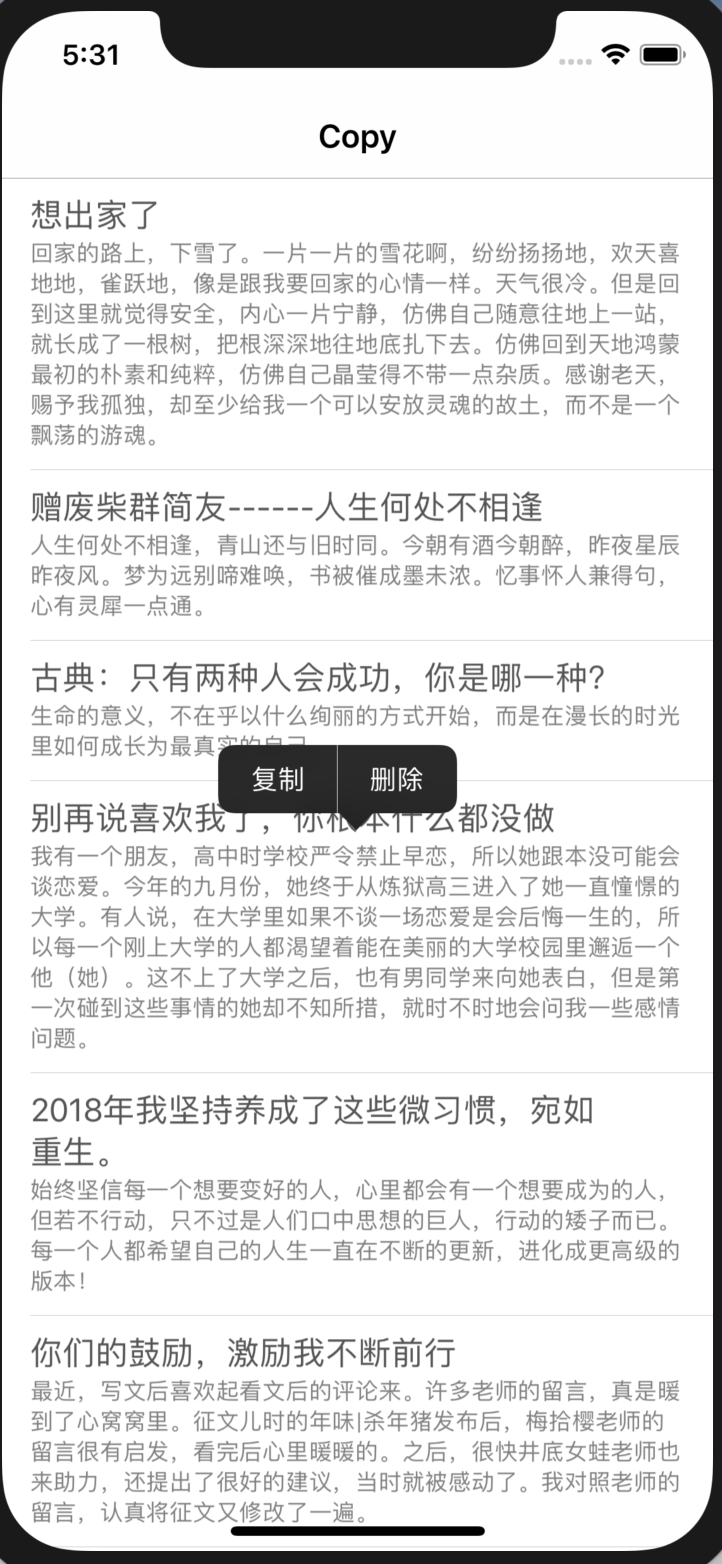 5:31
Copy
想出家了
回家的路上，下雪了。一片一片的雪花啊，纷纷扬扬地，欢天喜
地地，雀跃地，像是跟我要回家的心情一样。天气很冷。但是回
到这里就觉得安全，内心一片宁静，仿佛自己随意往地上一站，
就长成了一根树，把根深深地往地底扎下去。仿佛回到天地鸿蒙
最初的朴素和纯粹，仿佛自己晶莹得不带一点杂质。感谢老天，
赐予我孤独，却至少给我一个可以安放灵魂的故土，而不是一个
飘荡的游魂。
赠废柴群简友------人生何处不相逢
人生何处不相逢，青山还与旧时同。今朝有酒今朝醉，昨夜星辰
昨夜风。梦为远别啼难唤，书被催成墨未浓。忆事怀人兼得句，
心有灵犀一点通。
古典：只有两种人会成功，你是哪一种？
生命的意义，不在乎以什么绚丽的方式开始，而是在漫长的时光
里如何成长为最真实的自己
复制 删除
别再说喜欢我了，你根本什么都没做
我有一个朋友，高中时学校严令禁止早恋，所以她跟本没可能会
谈恋爱。今年的九月份，她终于从炼狱高三进入了她一直憧憬的
大学。有人说，在大学里如果不谈一场恋爱是会后悔一生的，所
以每一个刚上大学的人都渴望着能在美丽的大学校园里邂逅一个
他（她）。这不上了大学之后，也有男同学来向她表白，但是第
一次碰到这些事情的她却不知所措，就时不时地会问我一些感情
问题。
2018年我坚持养成了这些微习惯，宛如
重生。
始终坚信每一个想要变好的人，心里都会有一个想要成为的人，
但若不行动，只不过是人们口中思想的巨人，行动的矮子而已。
每一个人都希望自己的人生一直在不断的更新，进化成更高级的
版本！
你们的鼓励，激励我不断前行
最近，写文后喜欢起看文后的评论来。许多老师的留言，真是暖
到了心窝窝里。征文儿时的年味|杀年猪发布后，梅拾樱老师的
留言很有启发，看完后心里暖暖的。之后，很快井底女蛙老师也
来助力，还提出了很好的建议，当时就被感动了。我对照老师的
留言，认真将征文又修改了一遍。